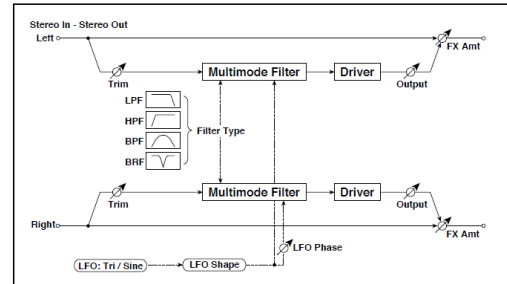 Stereo In - Stereo Out
Left
FX Amt
Trim
Multimode Filter
Driver
Output
LPF
HPF
BPF
BRF
Filter Type
Trim
Multimode Filter
Driver
Output
Right
FX Amt
LFO Phase
LFO: Tri / Sine
LFO Shape